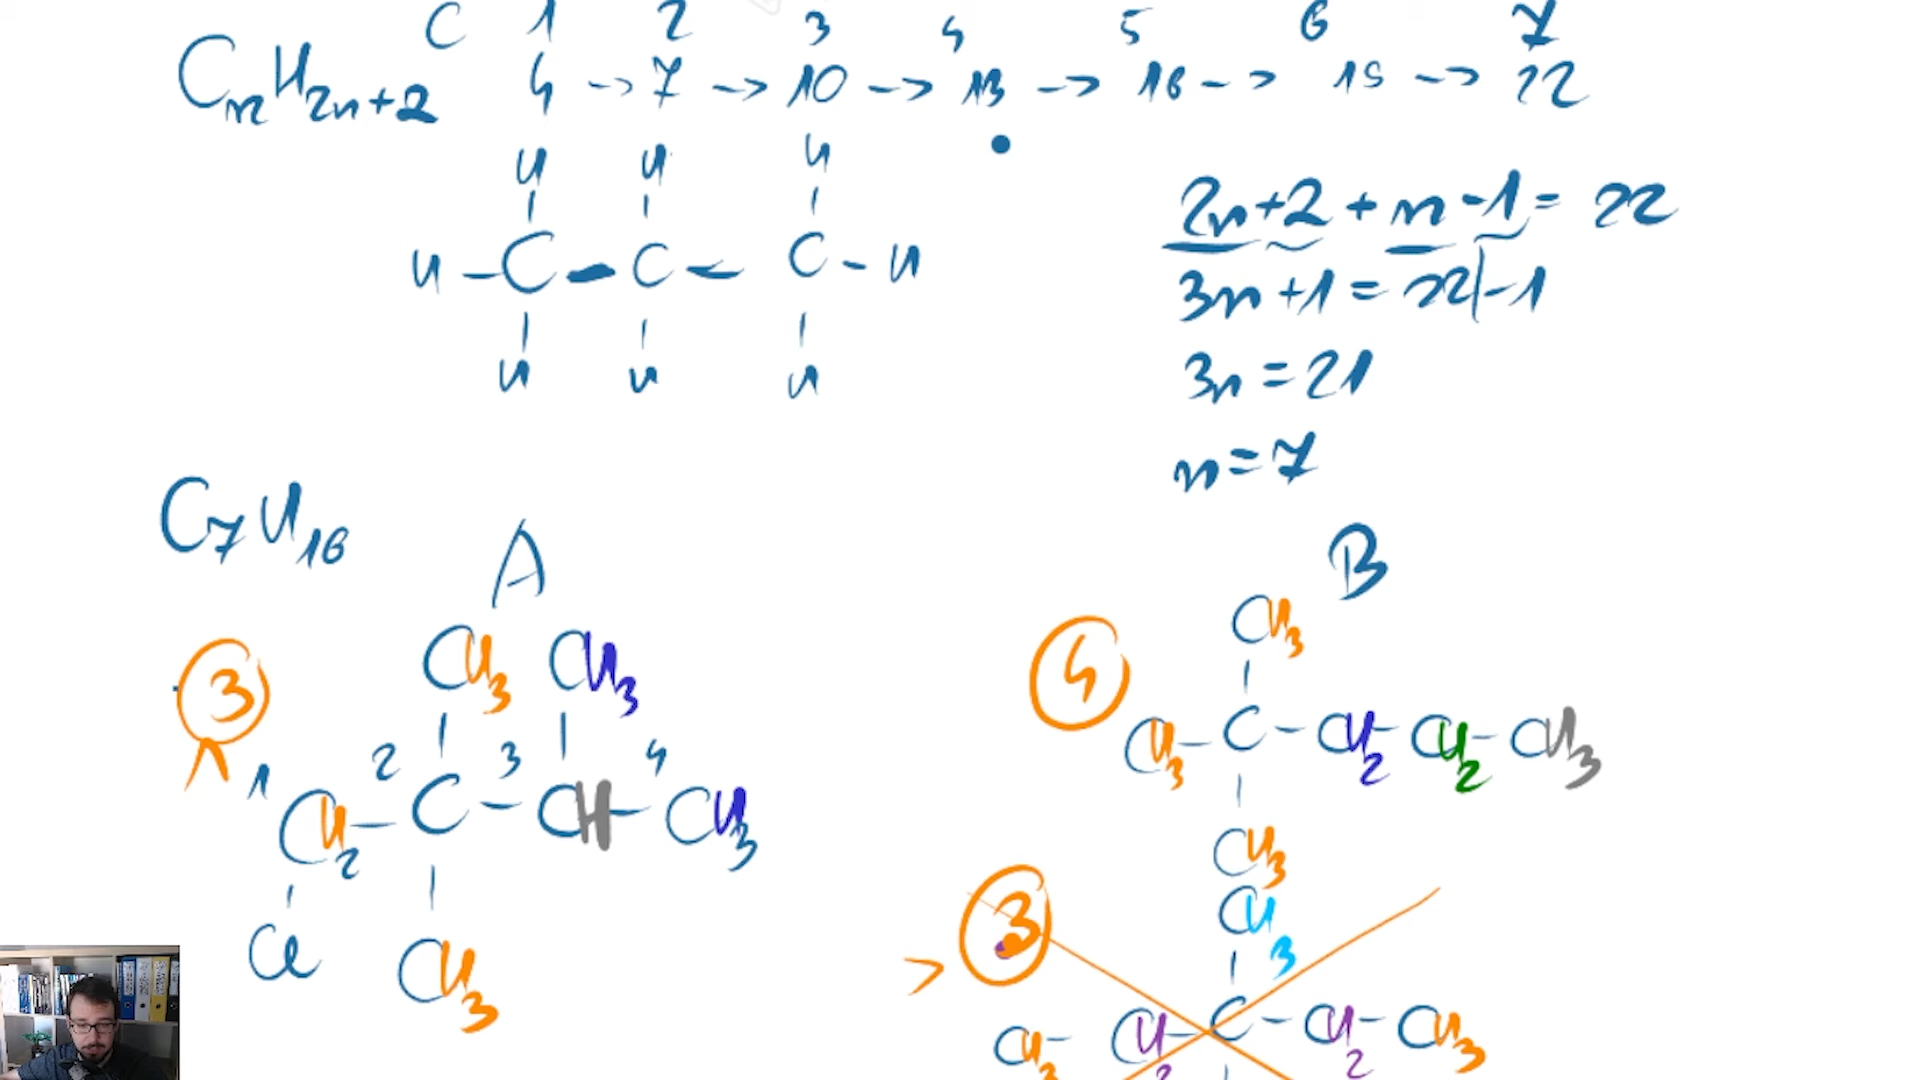 C 1 2 3 4 5 6 7
CnH2n+2 4 -> 7 -> 10 -> 13 -> 16 -> 19 -> 22
H H H
H - C - C - C - H
H H H
2n+2 + n-1 = 22
3n+1 = 22 |-1
3n = 21
n = 7
C7H16
A
B
3
CH3 CH3
1 2 3 4
CH2 - C - CH - CH3
Cl CH3
4
CH3
CH3 - C - CH2 - CH2 - CH3
CH3
> 3
CH3
CH3 - CH2 - C - CH2 - CH3